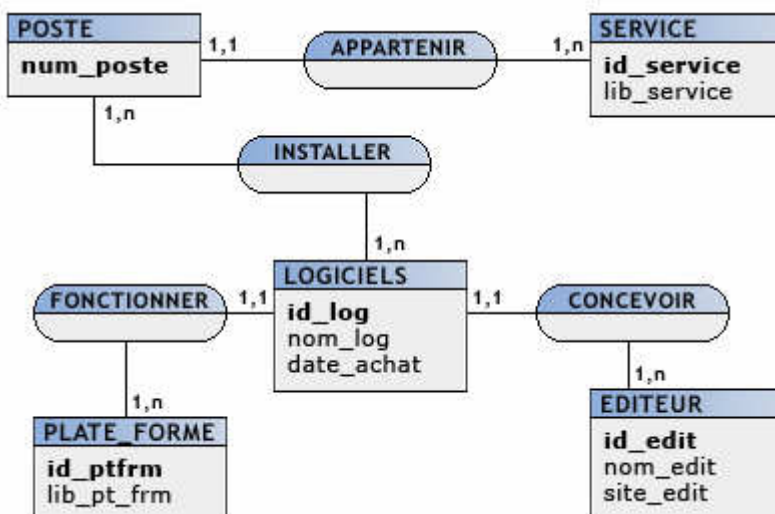 POSTE
num_poste
1,1
APPARTENIR
1,n
SERVICE
id_service
lib_service
1,n
INSTALLER
1,n
LOGICIELS
id_log
nom_log
date_achat
FONCTIONNER
1,1
1,1
CONCEVOIR
1,n
PLATE_FORME
id_ptfrm
lib_pt_frm
1,n
EDITEUR
id_edit
nom_edit
site_edit